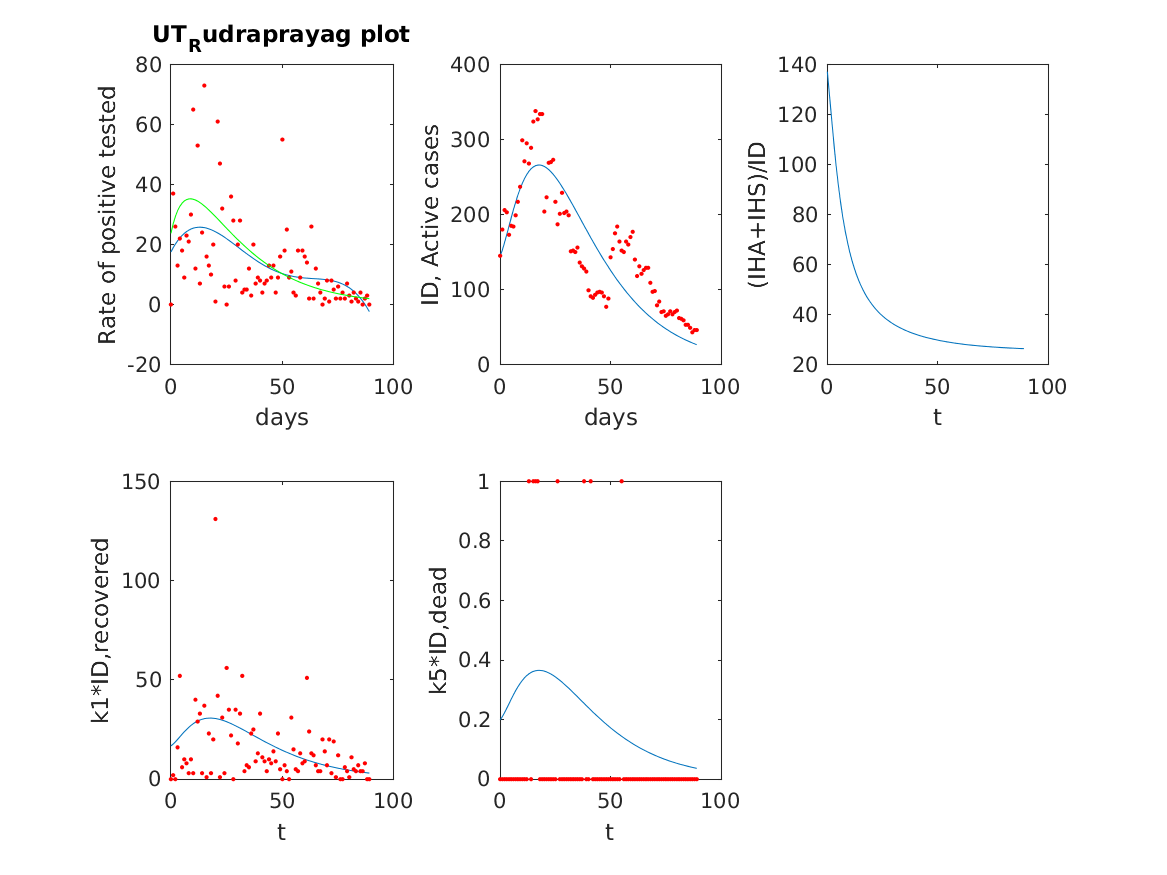 UT_Rudraprayag plot
Rate of positive tested
80
60
40
20
0
-20
0 50 100
days
ID, Active cases
400
300
200
100
0
0 50 100
days
(IHA+IHS)/ID
140
120
100
80
60
40
20
0 50 100
t
k1*ID,recovered
150
100
50
0
0 50 100
t
k5*ID,dead
1
0.8
0.6
0.4
0.2
0
0 50 100
t